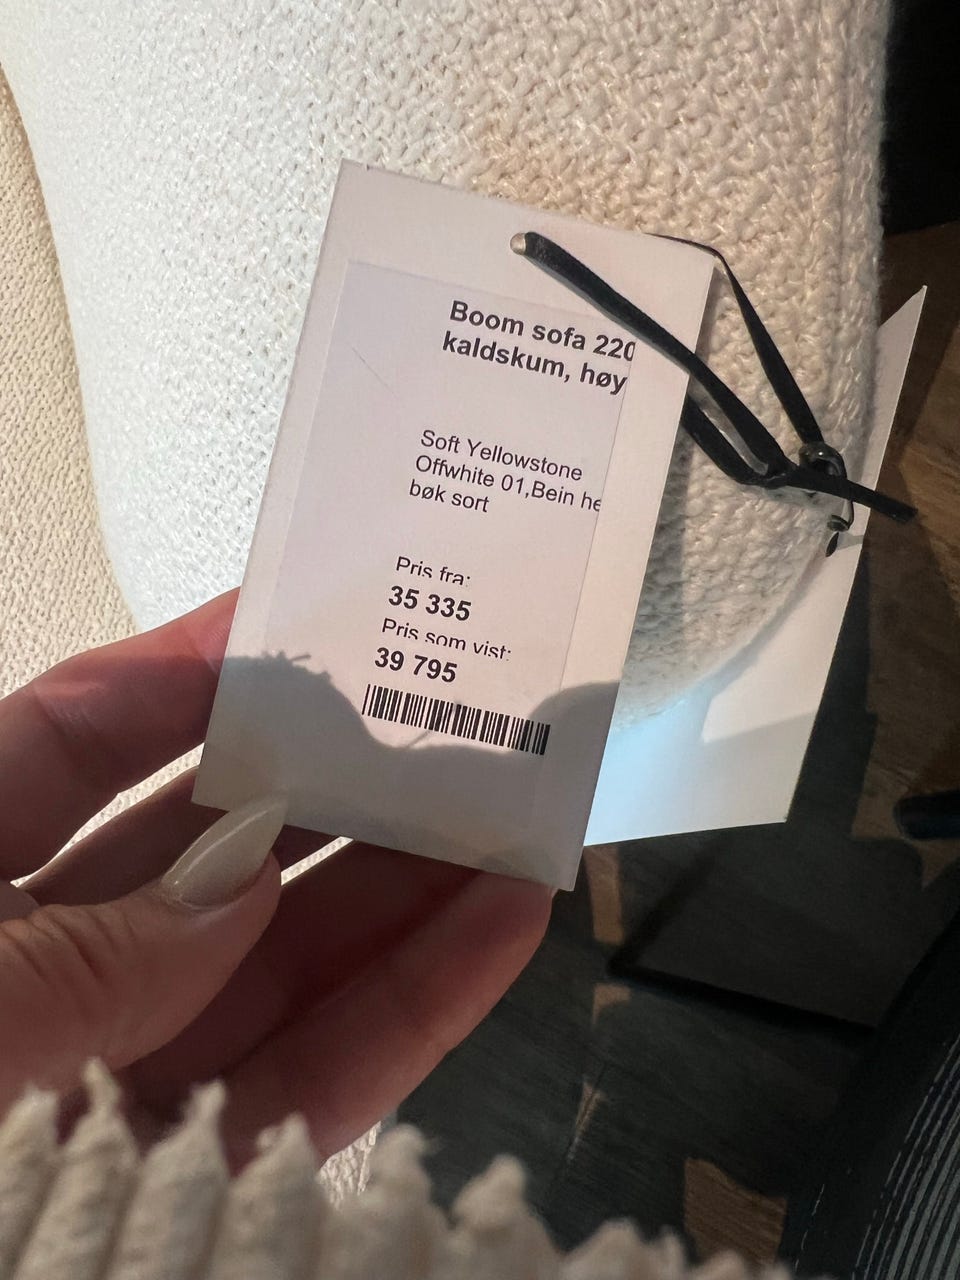 Boom sofa 220
kaldskum, høy
Soft Yellowstone
Offwhite 01,Bein he
bøk sort
Pris fra:
35 335
Pris som vist:
39 795